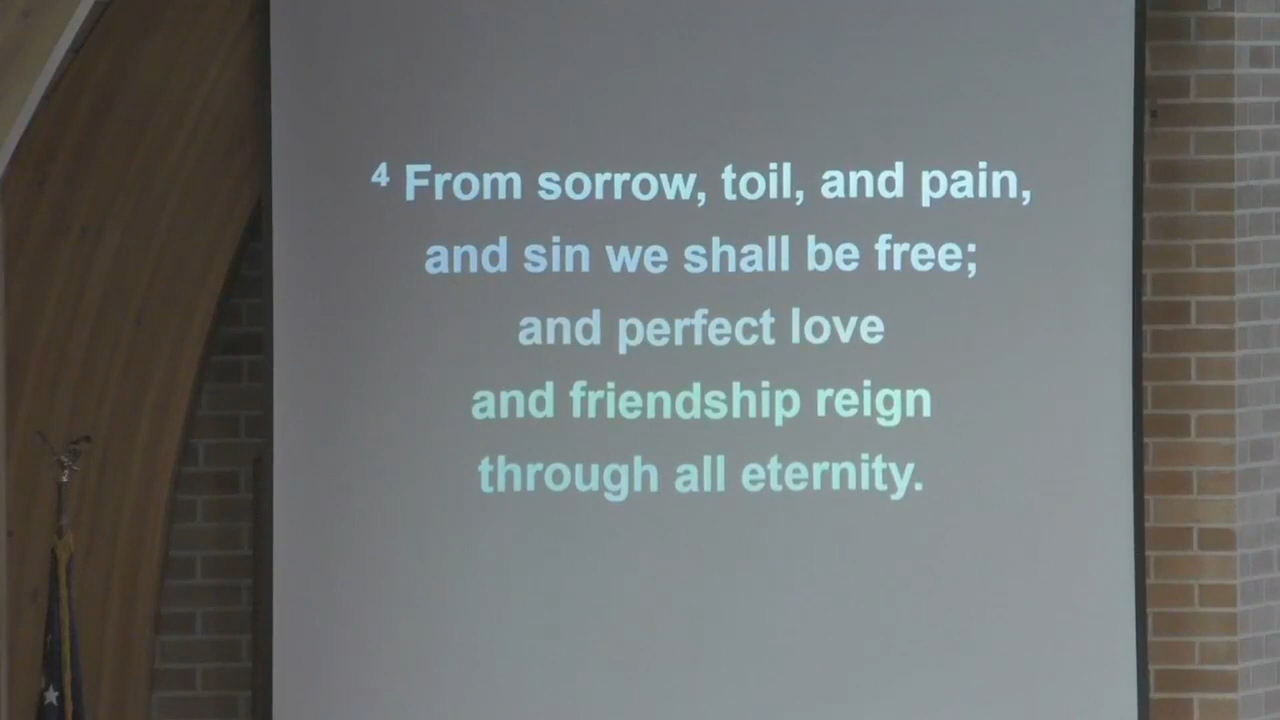 4 From sorrow, toil, and pain,
and sin we shall be free;
and perfect love
and friendship reign
through all eternity.